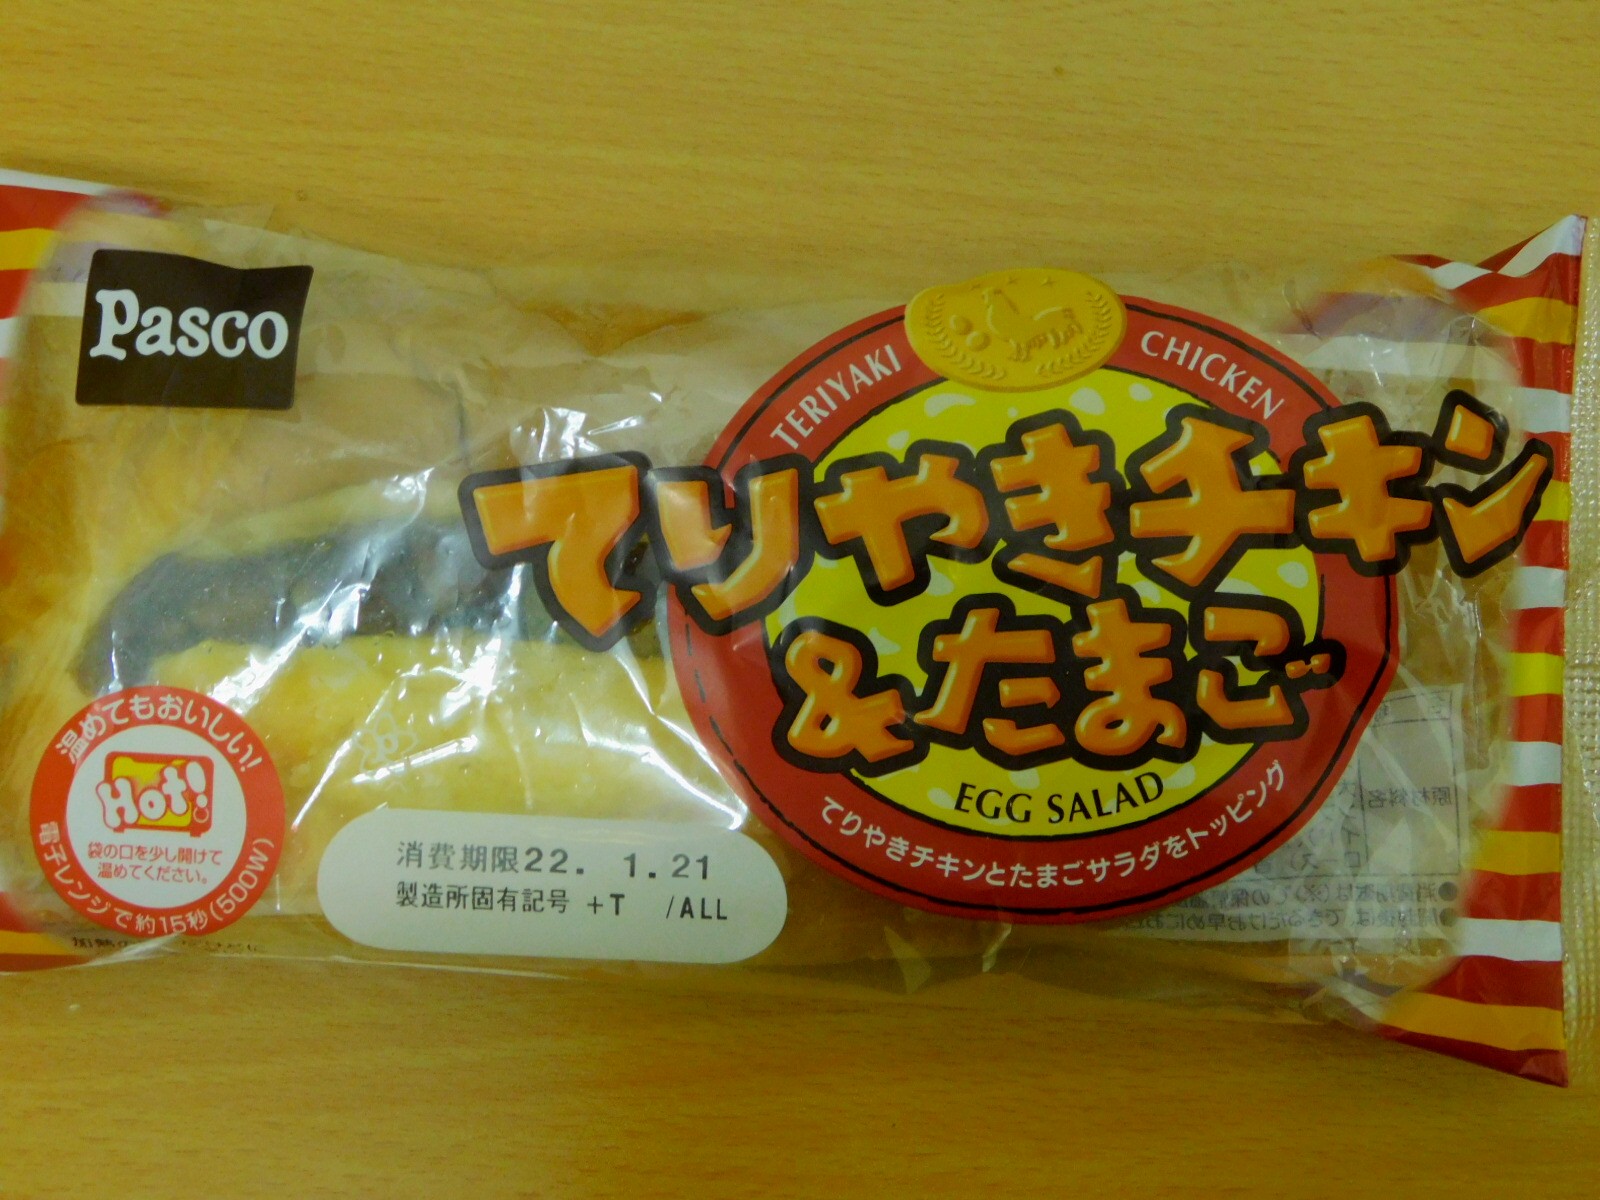 Pasco
TERIYAKI CHICKEN
てりやきチキン
&たまご
EGG SALAD
てりやきチキンとたまごサラダをトッピング
温めてもおいしい!
Hot!
袋の口を少し開けて
温めてください。
電子レンジで約15秒(500W)
消費期限22. 1.21
製造所固有記号 +T /ALL
原材料名